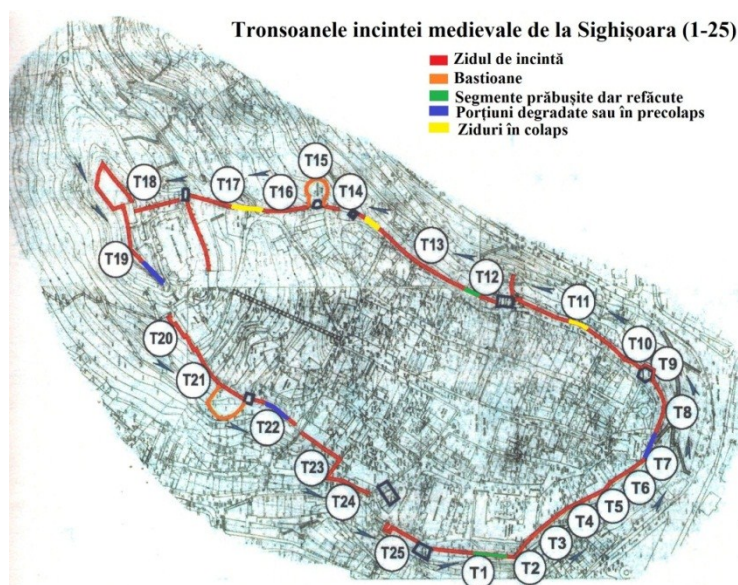 Tronsoanele incintei medievale de la Sighișoara (1-25)
Zidul de incintă
Bastioane
Segmente prăbușite dar refăcute
Porțiuni degradate sau în precolaps
Ziduri în colaps
T15
T18
T17
T16
T14
T13
T19
T12
T11
T10
T9
T20
T8
T21
T22
T7
T23
T6
T24
T5
T4
T3
T25
T1
T2